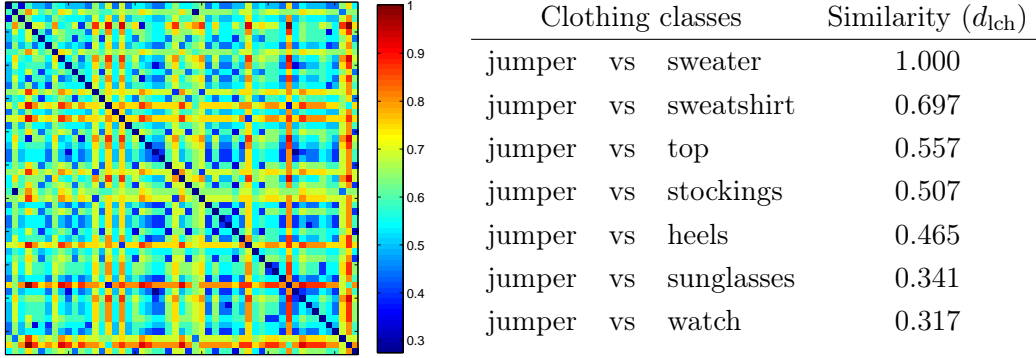 1
0.9
0.8
0.7
0.6
0.5
0.4
0.3
Clothing classes Similarity (d_lch)
jumper vs sweater 1.000
jumper vs sweatshirt 0.697
jumper vs top 0.557
jumper vs stockings 0.507
jumper vs heels 0.465
jumper vs sunglasses 0.341
jumper vs watch 0.317